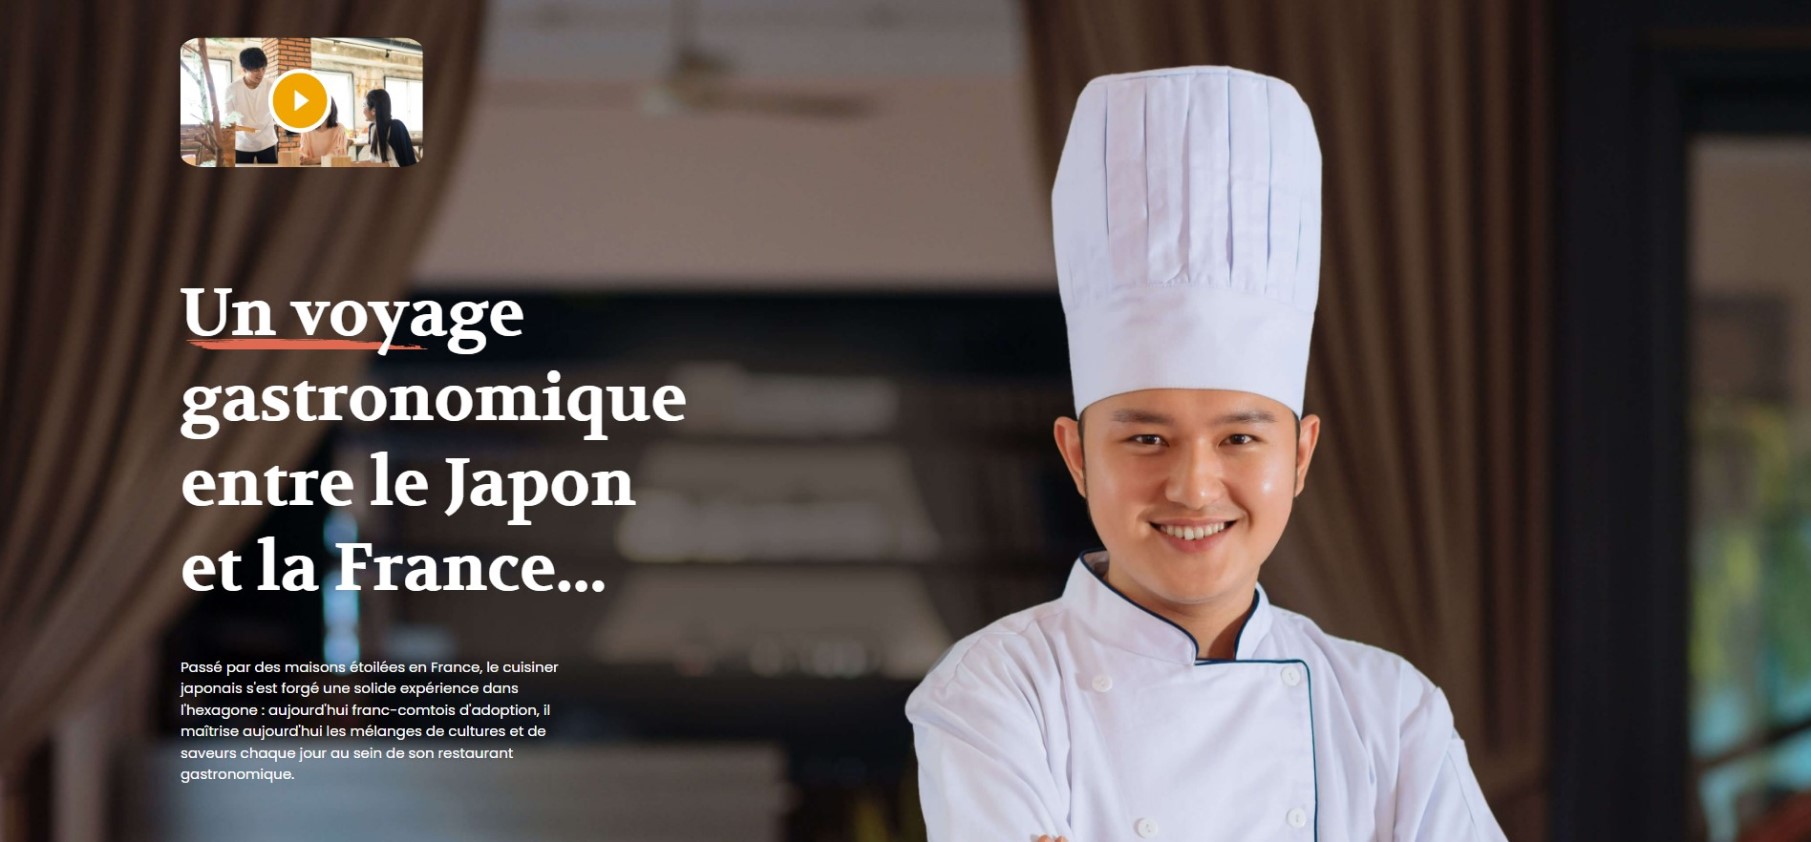 Un voyage
gastronomique
entre le Japon
et la France...
Passé par des maisons étoilées en France, le cuisiner
japonais s'est forgé une solide expérience dans
l'hexagone : aujourd'hui franc-comtois d'adoption, il
maîtrise aujourd'hui les mélanges de cultures et de
saveurs chaque jour au sein de son restaurant
gastronomique.